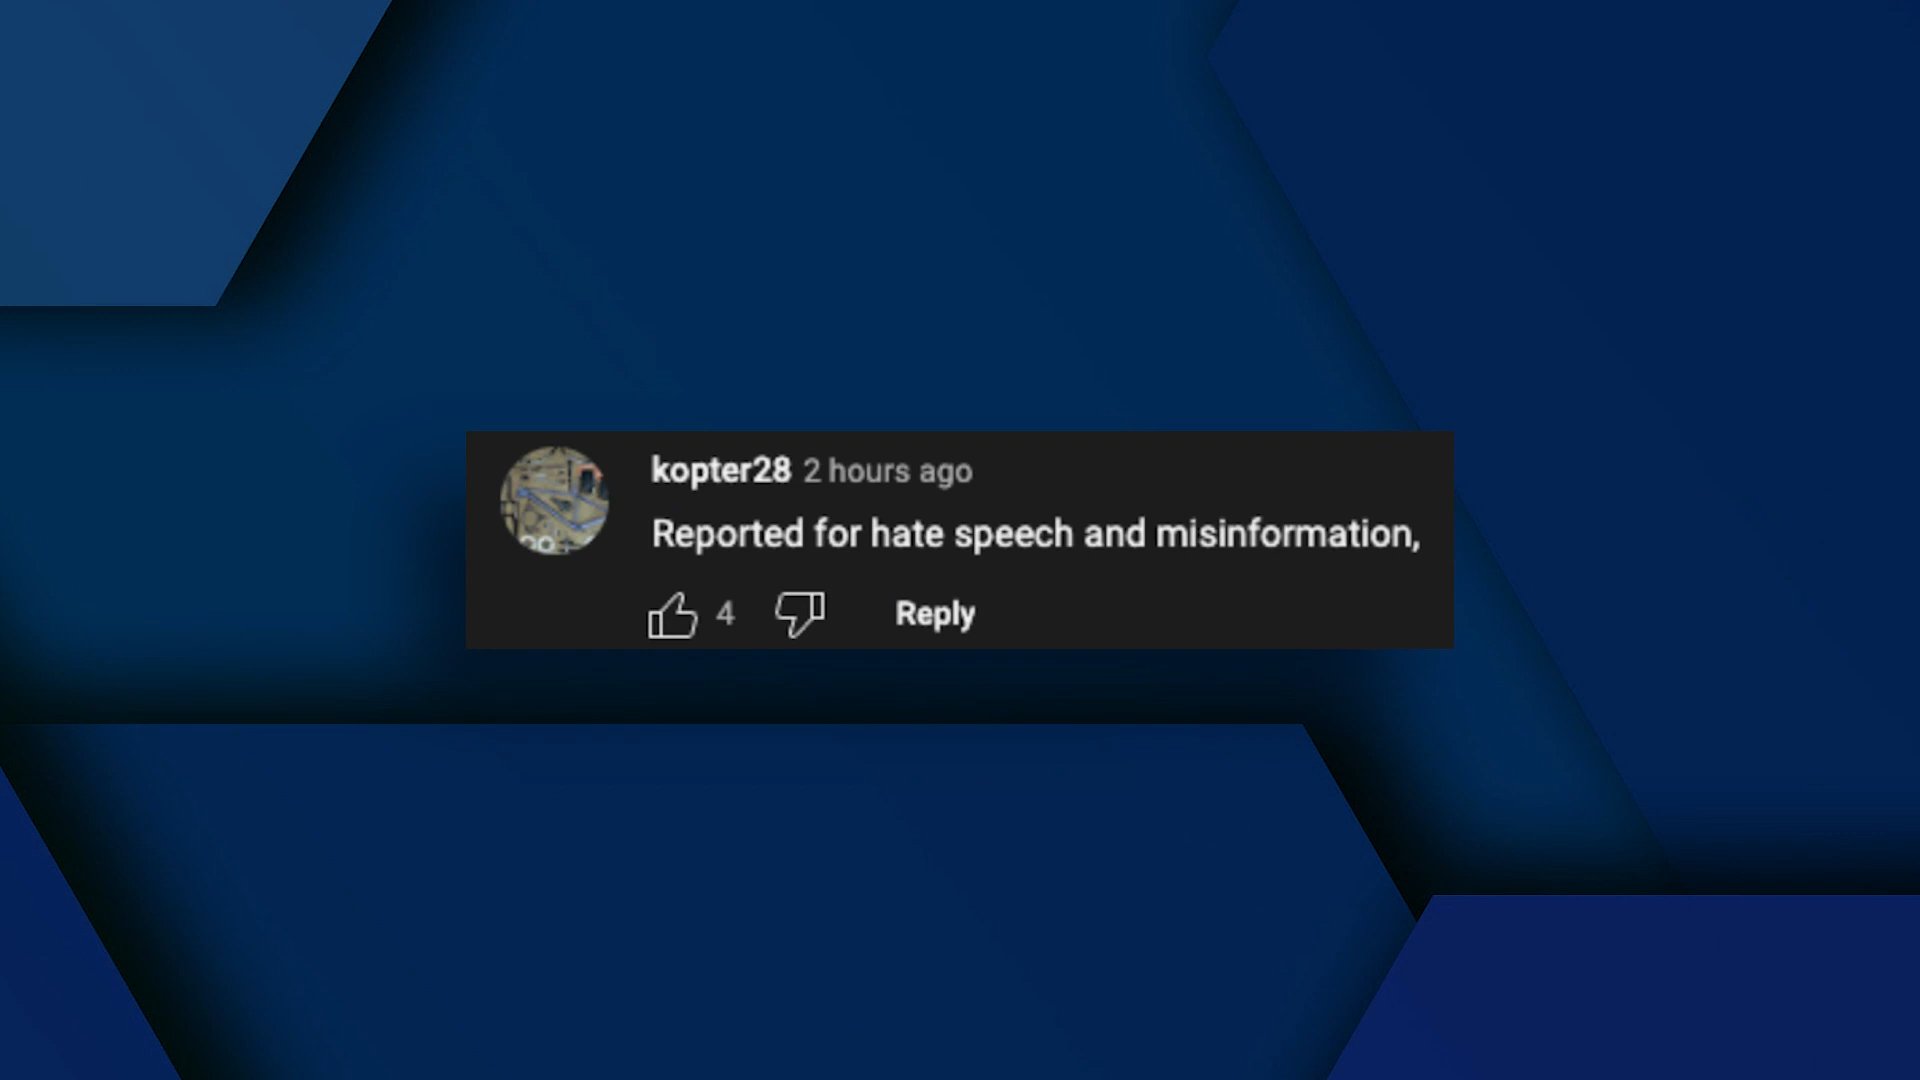 kopter28 2 hours ago
Reported for hate speech and misinformation,
4 Reply